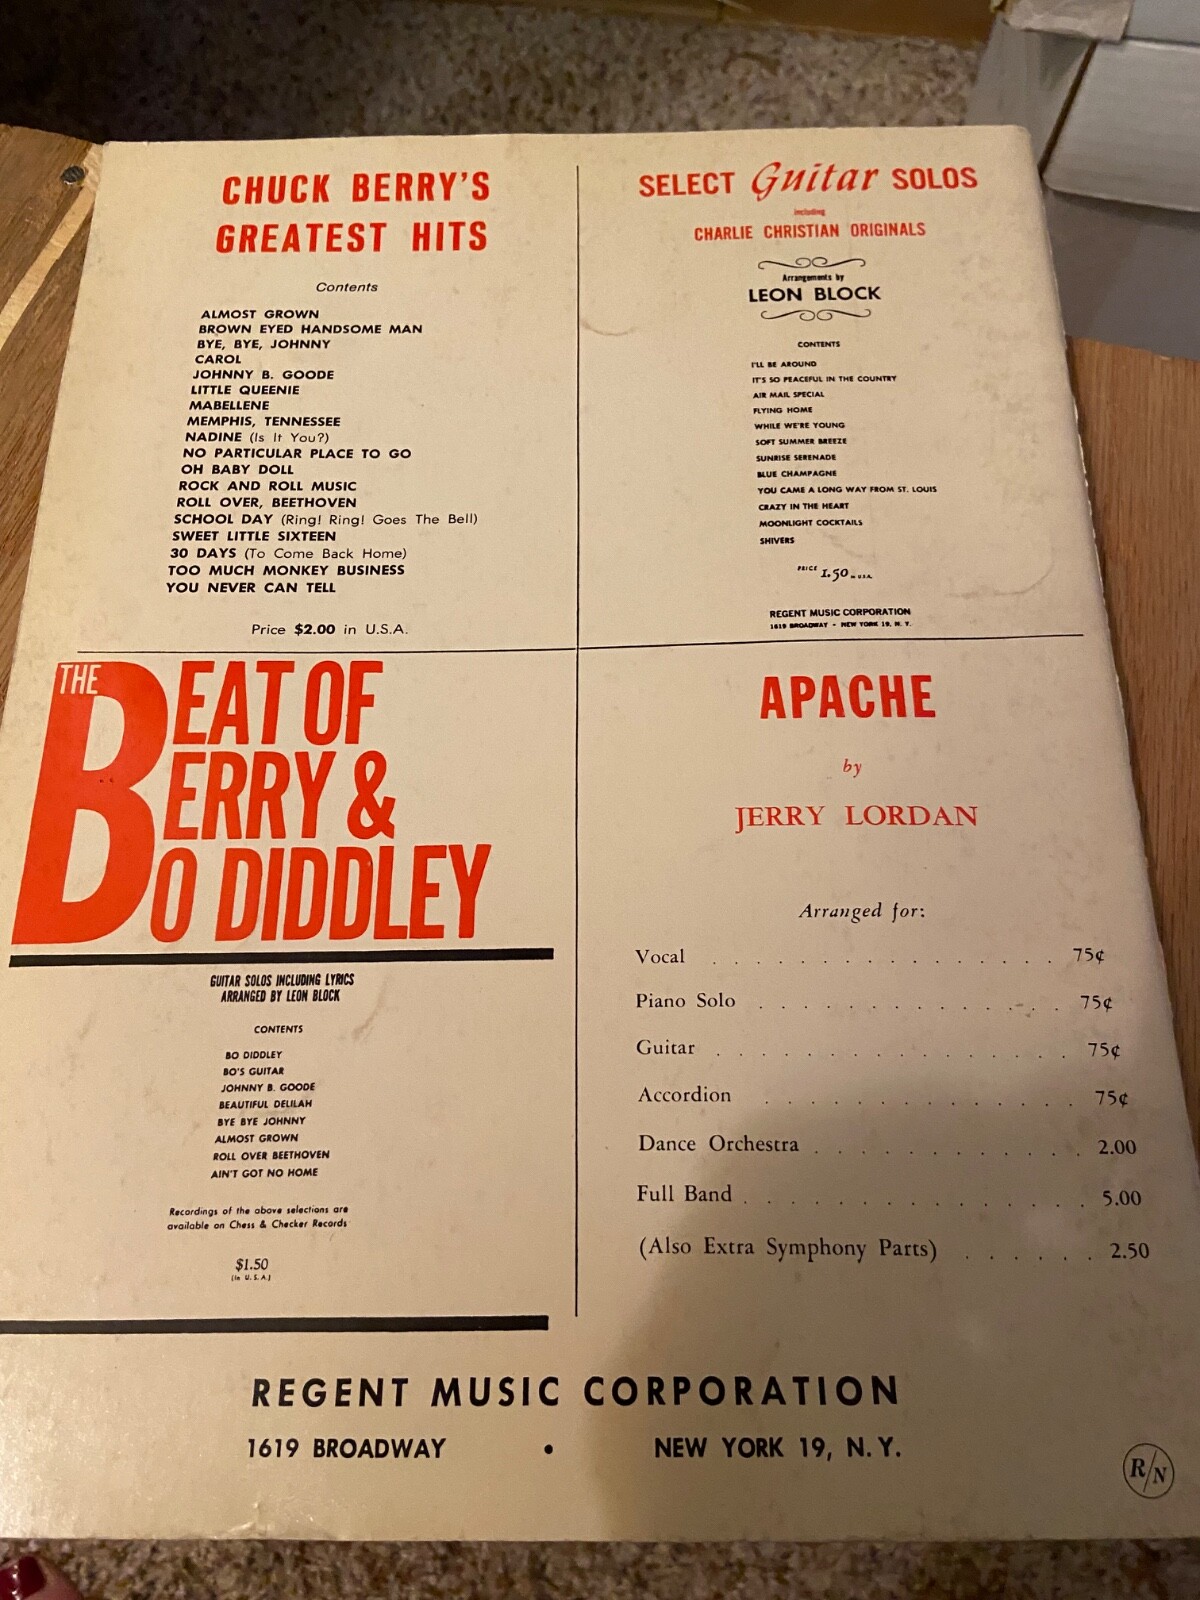 CHUCK BERRY'S
GREATEST HITS
Contents
ALMOST GROWN
BROWN EYED HANDSOME MAN
BYE, BYE, JOHNNY
CAROL
JOHNNY B. GOODE
LITTLE QUEENIE
MABELLENE
MEMPHIS, TENNESSEE
NADINE (Is It You?)
NO PARTICULAR PLACE TO GO
OH BABY DOLL
ROCK AND ROLL MUSIC
ROLL OVER, BEETHOVEN
SCHOOL DAY (Ring! Ring! Goes The Bell)
SWEET LITTLE SIXTEEN
30 DAYS (To Come Back Home)
TOO MUCH MONKEY BUSINESS
YOU NEVER CAN TELL
Price $2.00 in U.S.A.
SELECT Guitar SOLOS
including
CHARLIE CHRISTIAN ORIGINALS
Arrangements by
LEON BLOCK
CONTENTS
I'LL BE AROUND
IT'S SO PEACEFUL IN THE COUNTRY
AIR MAIL SPECIAL
FLYING HOME
WHILE WE'RE YOUNG
SOFT SUMMER BREEZE
SUNRISE SERENADE
BLUE CHAMPAGNE
YOU CAME A LONG WAY FROM ST. LOUIS
CRAZY IN THE HEART
MOONLIGHT COCKTAILS
SHIVERS
PRICE 1.50 IN U.S.A.
REGENT MUSIC CORPORATION
1619 BROADWAY • NEW YORK 19, N. Y.
THE BEAT OF
BERRY &
BO DIDDLEY
GUITAR SOLOS INCLUDING LYRICS
ARRANGED BY LEON BLOCK
CONTENTS
BO DIDDLEY
BO'S GUITAR
JOHNNY B. GOODE
BEAUTIFUL DELILAH
BYE BYE JOHNNY
ALMOST GROWN
ROLL OVER BEETHOVEN
AIN'T GOT NO HOME
Recordings of the above selections are
available on Chess & Checker Records
$1.50
(In U.S.A.)
APACHE
by
JERRY LORDAN
Arranged for:
Vocal . . . . . . . . . . . . . . . . 75¢
Piano Solo . . . . . . . . . . . . . 75¢
Guitar . . . . . . . . . . . . . . . 75¢
Accordion . . . . . . . . . . . . . 75¢
Dance Orchestra . . . . . . . . . . . 2.00
Full Band . . . . . . . . . . . . . . 5.00
(Also Extra Symphony Parts) . . . . . . 2.50
REGENT MUSIC CORPORATION
1619 BROADWAY • NEW YORK 19, N. Y.
R/N